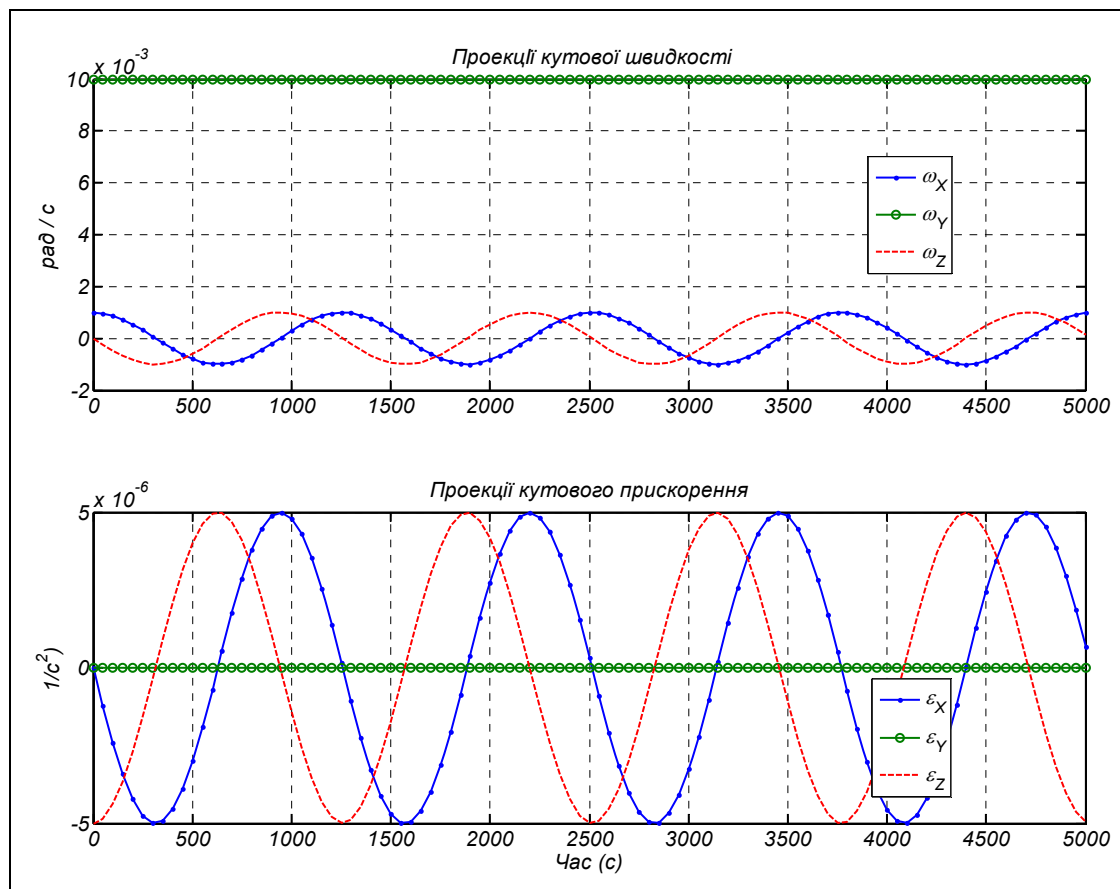 Проекції кутової швидкості
x 10⁻³
10
8
6
4
2
0
-2
рад / с
ω_X
ω_Y
ω_Z
0 500 1000 1500 2000 2500 3000 3500 4000 4500 5000
Проекції кутового прискорення
x 10⁻⁶
5
0
-5
1/c²
ε_X
ε_Y
ε_Z
0 500 1000 1500 2000 2500 3000 3500 4000 4500 5000
Час (с)